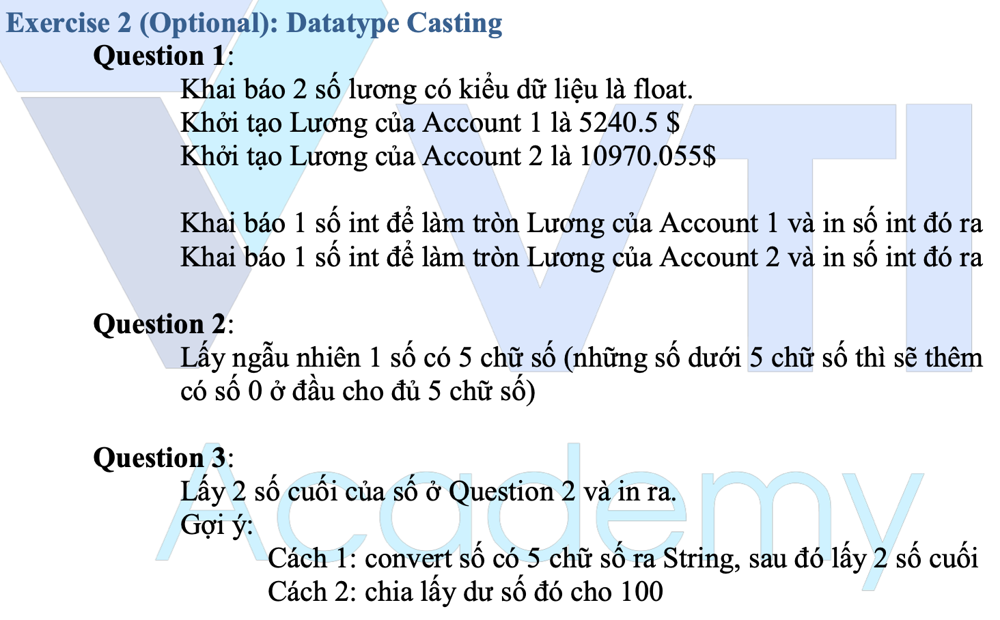 Exercise 2 (Optional): Datatype Casting
Question 1:
Khai báo 2 số lương có kiểu dữ liệu là float.
Khởi tạo Lương của Account 1 là 5240.5 $
Khởi tạo Lương của Account 2 là 10970.055$
Khai báo 1 số int để làm tròn Lương của Account 1 và in số int đó ra
Khai báo 1 số int để làm tròn Lương của Account 2 và in số int đó ra
Question 2:
Lấy ngẫu nhiên 1 số có 5 chữ số (những số dưới 5 chữ số thì sẽ thêm
có số 0 ở đầu cho đủ 5 chữ số)
Question 3:
Lấy 2 số cuối của số ở Question 2 và in ra.
Gợi ý:
Cách 1: convert số có 5 chữ số ra String, sau đó lấy 2 số cuối
Cách 2: chia lấy dư số đó cho 100
VTI
Academy